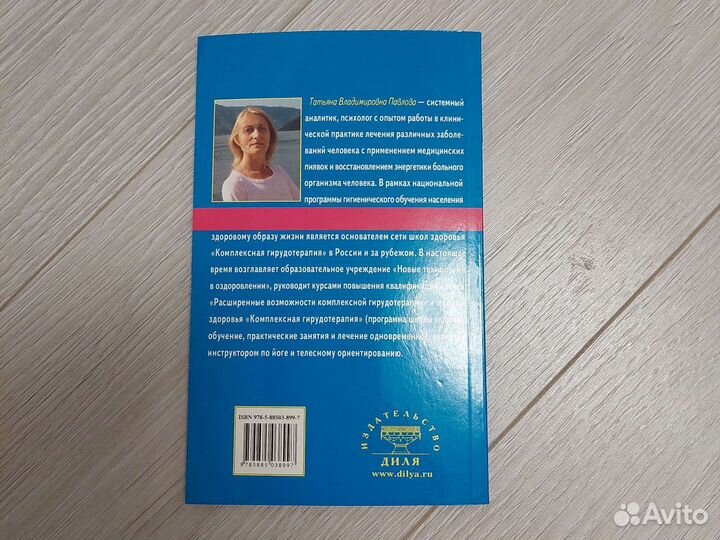 Татьяна Владимировна Павлова — системный
аналитик, психолог с опытом работы в клини-
ческой практике лечения различных заболе-
ваний человека с применением медицинских
пиявок и восстановлением энергетики больного
организма человека. В рамках национальной
программы гигиенического обучения населения
здоровому образу жизни является основателем сети школ здоровья
«Комплексная гирудотерапия» в России и за рубежом. В настоящее
время возглавляет образовательное учреждение «Новые технологии
в оздоровлении», руководит курсами повышения
«Расширенные возможности комплексной гирудотерапии» и
здоровья «Комплексная гирудотерапия» (программа школы
обучение, практические занятия и лечение одновременно),
инструктором по йоге и телесному ориентированию.
ISBN 978-5-88503-899-7
9 785885 038997
ИЗДАТЕЛЬСТВО
ДИЛЯ
www.dilya.ru
Avito